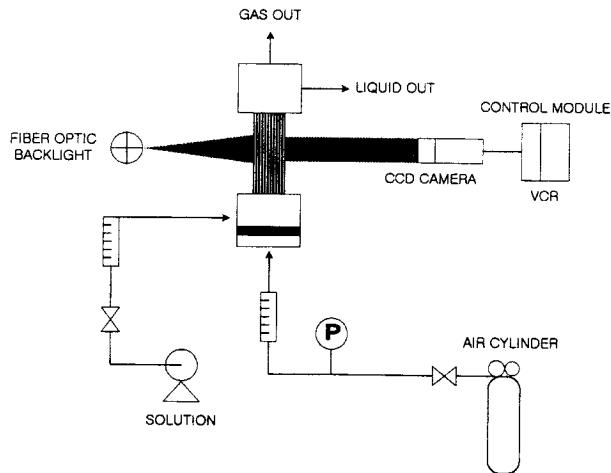 GAS OUT
LIQUID OUT
CONTROL MODULE
FIBER OPTIC
BACKLIGHT
CCD CAMERA
VCR
P
AIR CYLINDER
SOLUTION